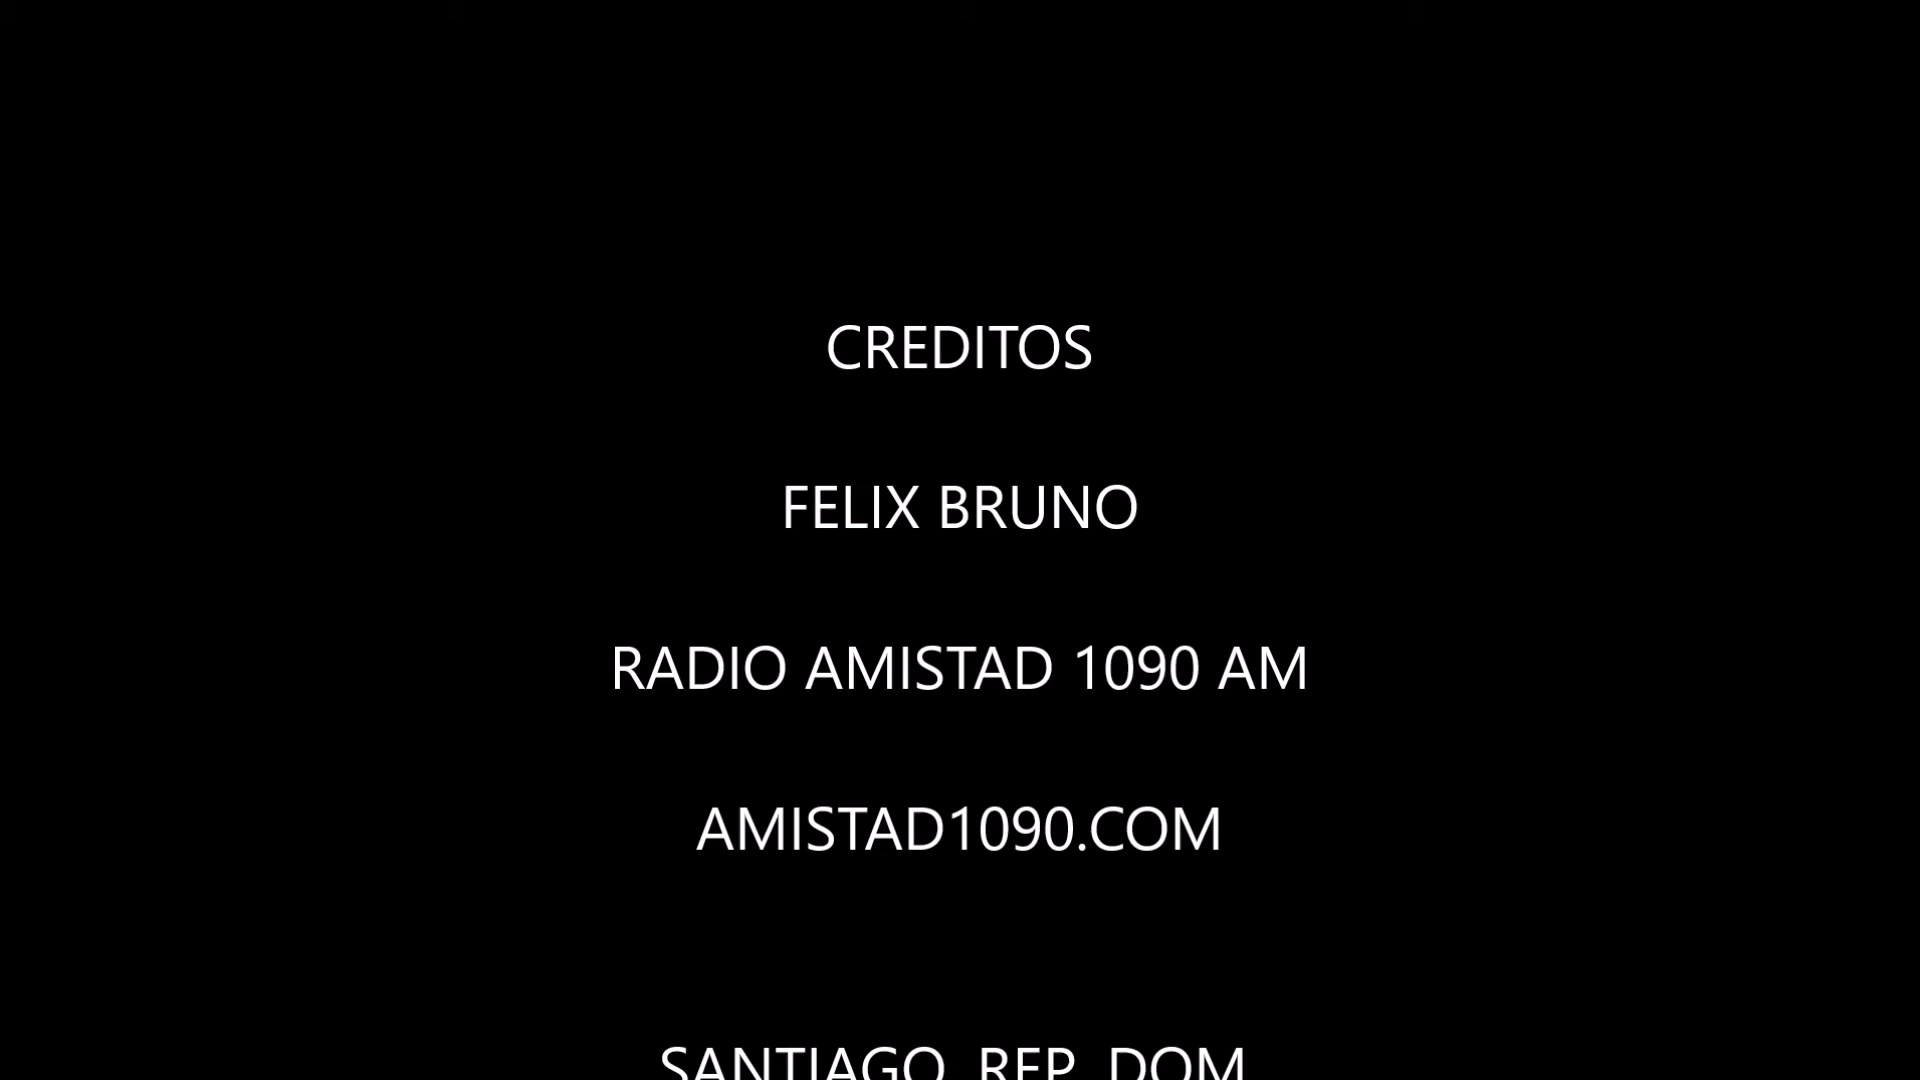 CREDITOS
FELIX BRUNO
RADIO AMISTAD 1090 AM
AMISTAD1090.COM
SANTIAGO REP DOM